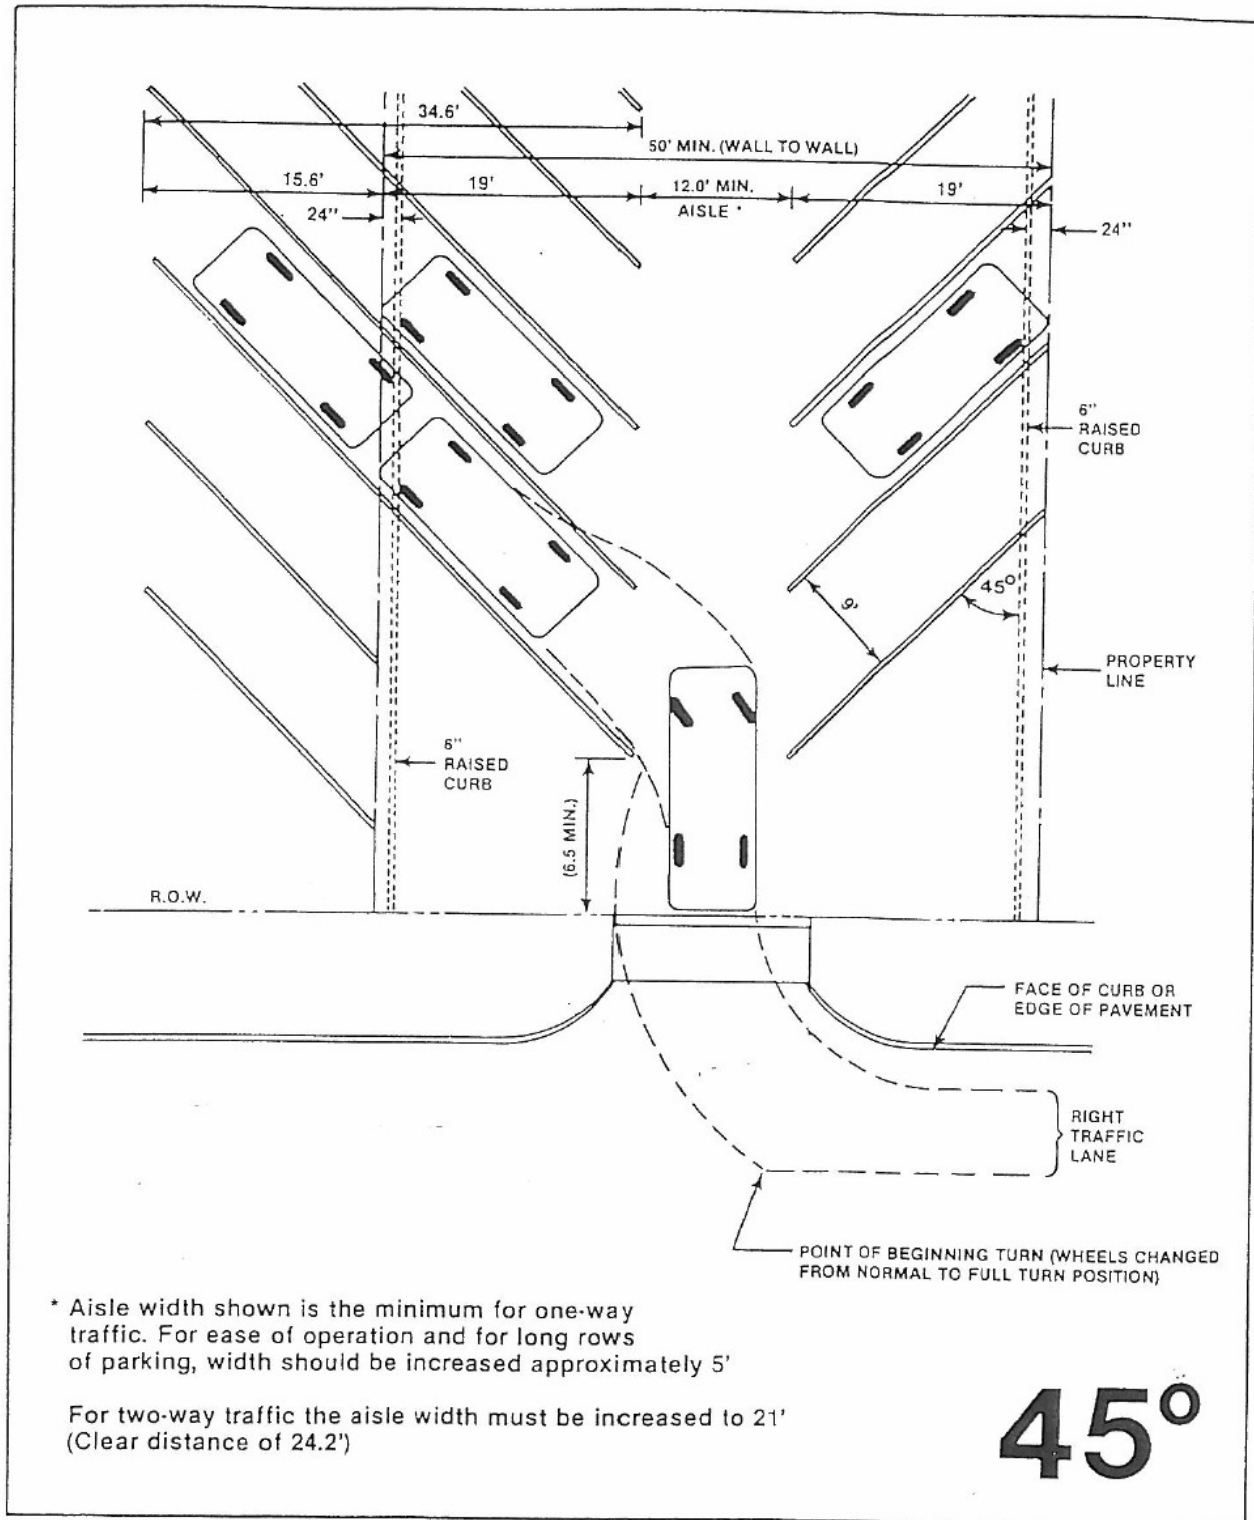 34.6'
50' MIN. (WALL TO WALL)
15.6'
19'
12.0' MIN.
AISLE *
19'
24"
24"
6"
RAISED
CURB
45°
9'
PROPERTY
LINE
6"
RAISED
CURB
(6.5 MIN.)
R.O.W.
FACE OF CURB OR
EDGE OF PAVEMENT
RIGHT
TRAFFIC
LANE
POINT OF BEGINNING TURN (WHEELS CHANGED
FROM NORMAL TO FULL TURN POSITION)
* Aisle width shown is the minimum for one-way
traffic. For ease of operation and for long rows
of parking, width should be increased approximately 5'
For two-way traffic the aisle width must be increased to 21'
(Clear distance of 24.2')
45°